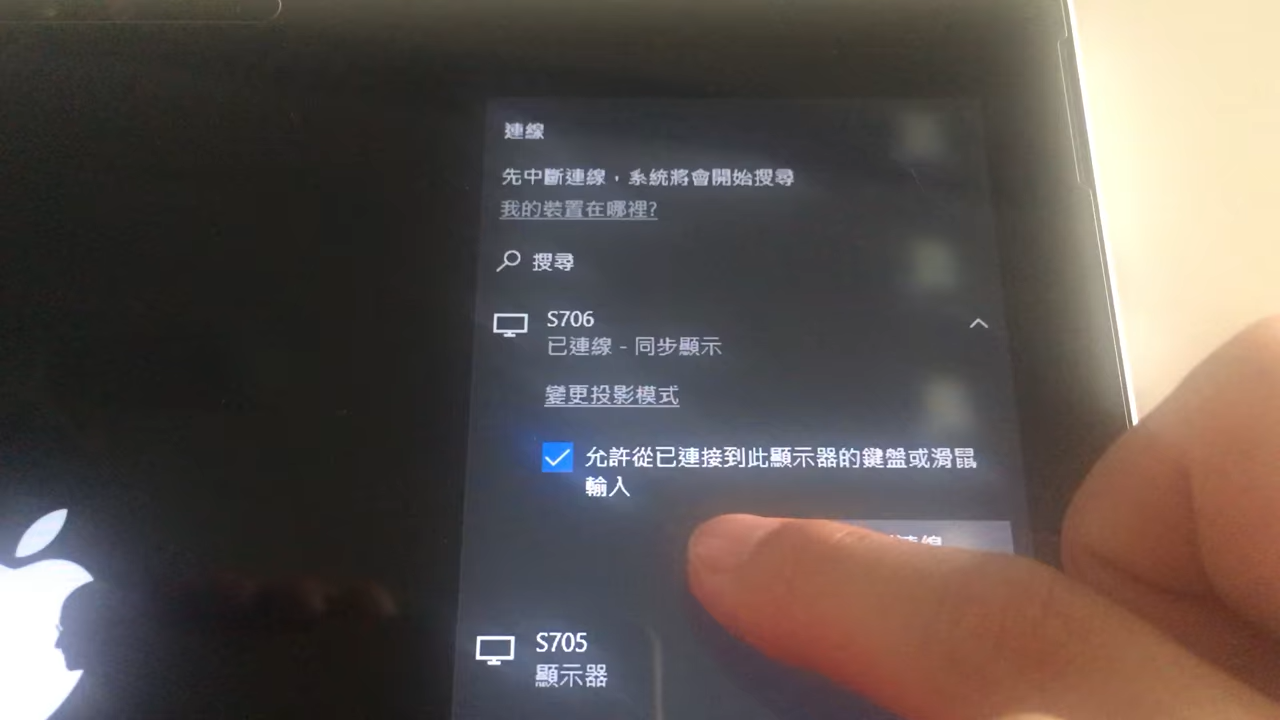 連線
先中斷連線，系統將會開始搜尋
我的裝置在哪裡?
搜尋
S706
已連線 - 同步顯示
變更投影模式
允許從已連接到此顯示器的鍵盤或滑鼠
輸入
連線
S705
顯示器